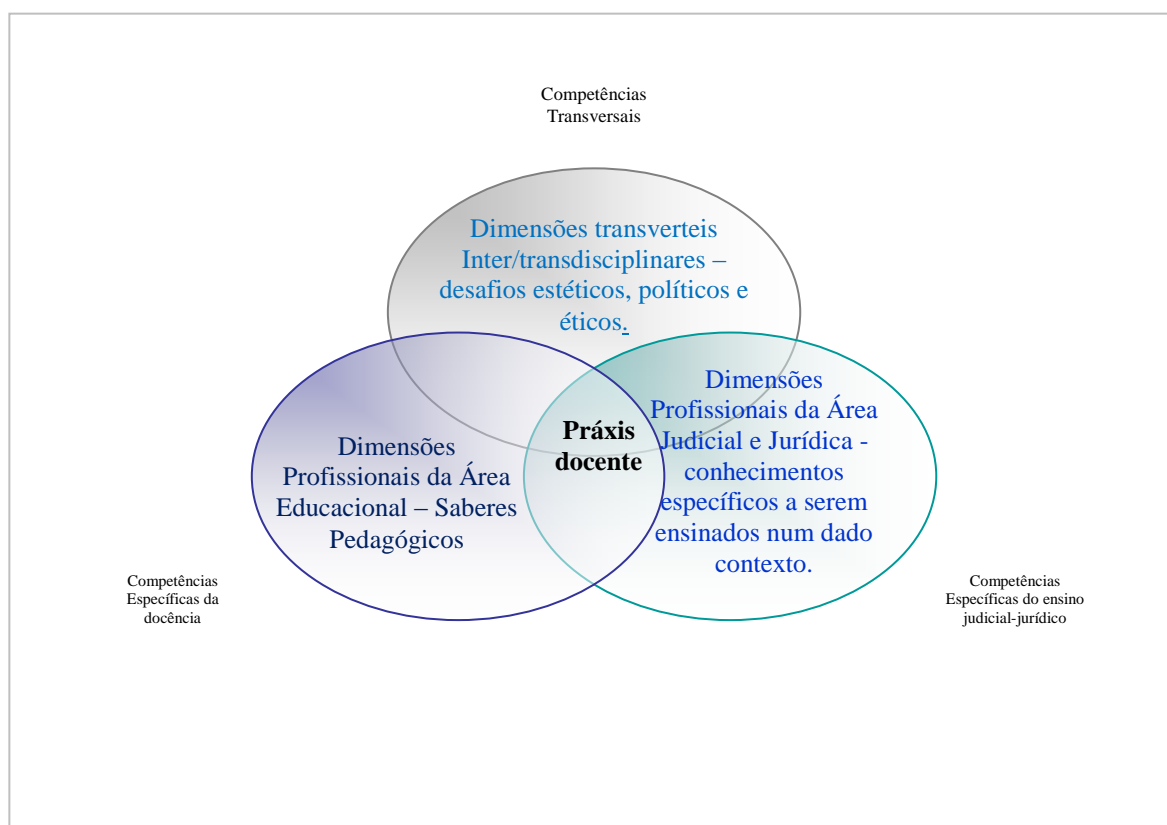 Competências
Transversais
Dimensões transverteis
Inter/transdisciplinares –
desafios estéticos, políticos e
éticos.
Dimensões
Profissionais da Área
Educacional – Saberes
Pedagógicos
Práxis
docente
Dimensões
Profissionais da Área
Judicial e Jurídica -
conhecimentos
específicos a serem
ensinados num dado
contexto.
Competências
Específicas da
docência
Competências
Específicas do ensino
judicial-jurídico